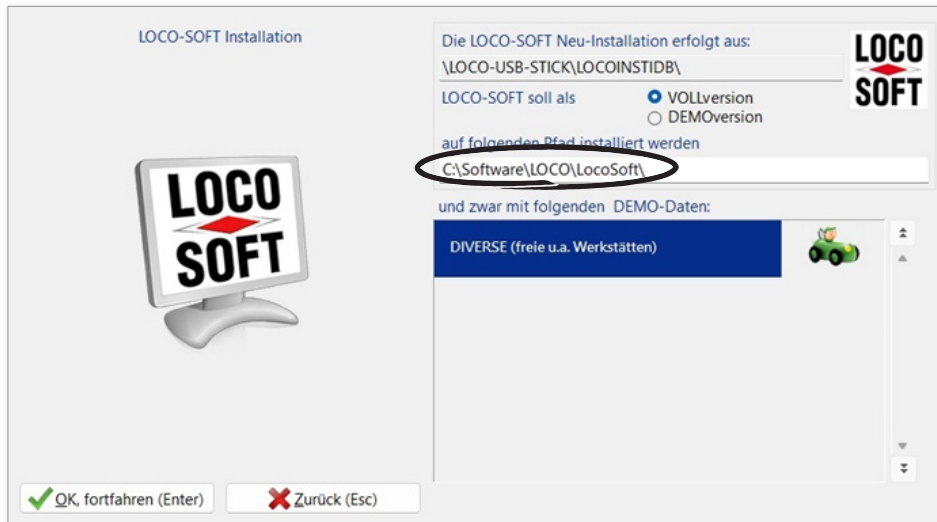 LOCO-SOFT Installation
LOCO
SOFT
OK, fortfahren (Enter)
Zurück (Esc)
Die LOCO-SOFT Neu-Installation erfolgt aus:
\LOCO-USB-STICK\LOCOINSTIDB\
LOCO
SOFT
LOCO-SOFT soll als
VOLLversion
DEMOversion
auf folgenden Pfad installiert werden
C:\Software\LOCO\LocoSoft\
und zwar mit folgenden DEMO-Daten:
DIVERSE (freie u.a. Werkstätten)